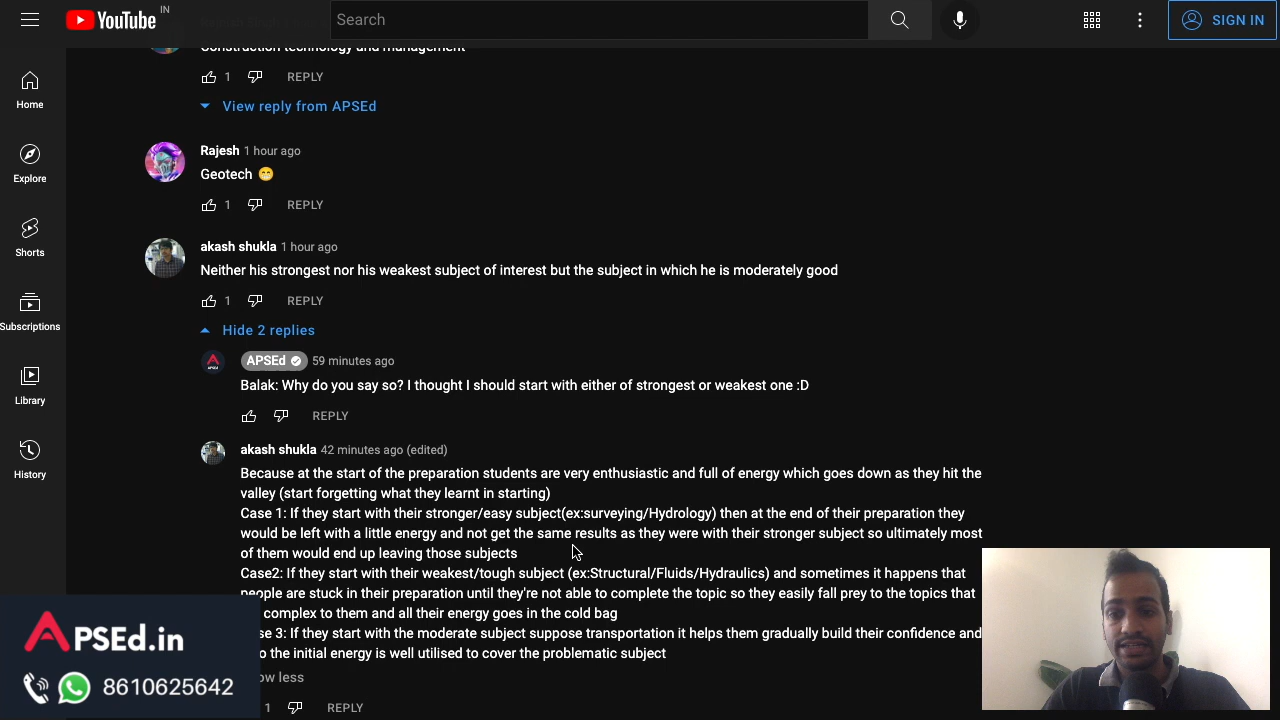 YouTube IN
Search
SIGN IN
Construction technology and management
1 REPLY
View reply from APSEd
Home
Rajesh 1 hour ago
Geotech 😁
Explore
1 REPLY
Shorts
akash shukla 1 hour ago
Neither his strongest nor his weakest subject of interest but the subject in which he is moderately good
1 REPLY
Subscriptions
Hide 2 replies
APSEd 59 minutes ago
Balak: Why do you say so? I thought I should start with either of strongest or weakest one :D
Library
REPLY
akash shukla 42 minutes ago (edited)
History
Because at the start of the preparation students are very enthusiastic and full of energy which goes down as they hit the
valley (start forgetting what they learnt in starting)
Case 1: If they start with their stronger/easy subject(ex:surveying/Hydrology) then at the end of their preparation they
would be left with a little energy and not get the same results as they were with their stronger subject so ultimately most
of them would end up leaving those subjects
Case2: If they start with their weakest/tough subject (ex:Structural/Fluids/Hydraulics) and sometimes it happens that
people are stuck in their preparation until they're not able to complete the topic so they easily fall prey to the topics that
complex to them and all their energy goes in the cold bag
3: If they start with the moderate subject suppose transportation it helps them gradually build their confidence and
the initial energy is well utilised to cover the problematic subject
less
1 REPLY
APSEd.in
8610625642